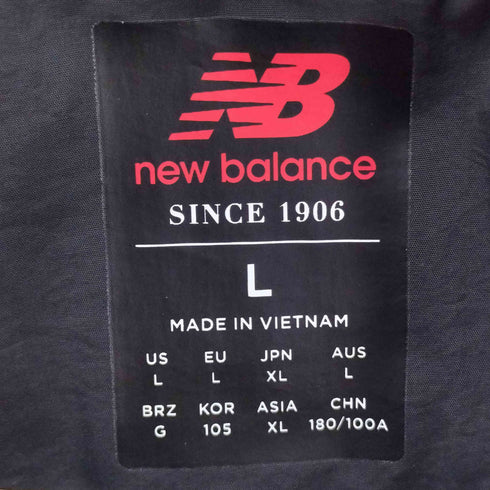 NB
new balance
SINCE 1906
L
MADE IN VIETNAM
US EU JPN AUS
L L XL L
BRZ KOR ASIA CHN
G 105 XL 180/100A